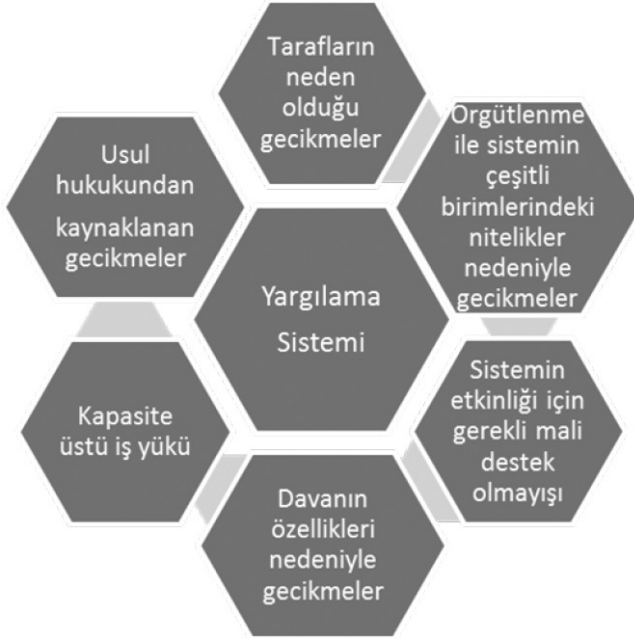 Tarafların
neden
olduğu
gecikmeler
Örgütlenme
ile sistemin
çeşitli
birimlerindeki
nitelikler
nedeniyle
gecikmeler
Usul
hukukundan
kaynaklanan
gecikmeler
Yargılama
Sistemi
Sistemin
etkinliği için
gerekli mali
destek
olmayışı
Kapasite
üstü iş yükü
Davanın
özellikleri
nedeniyle
gecikmeler